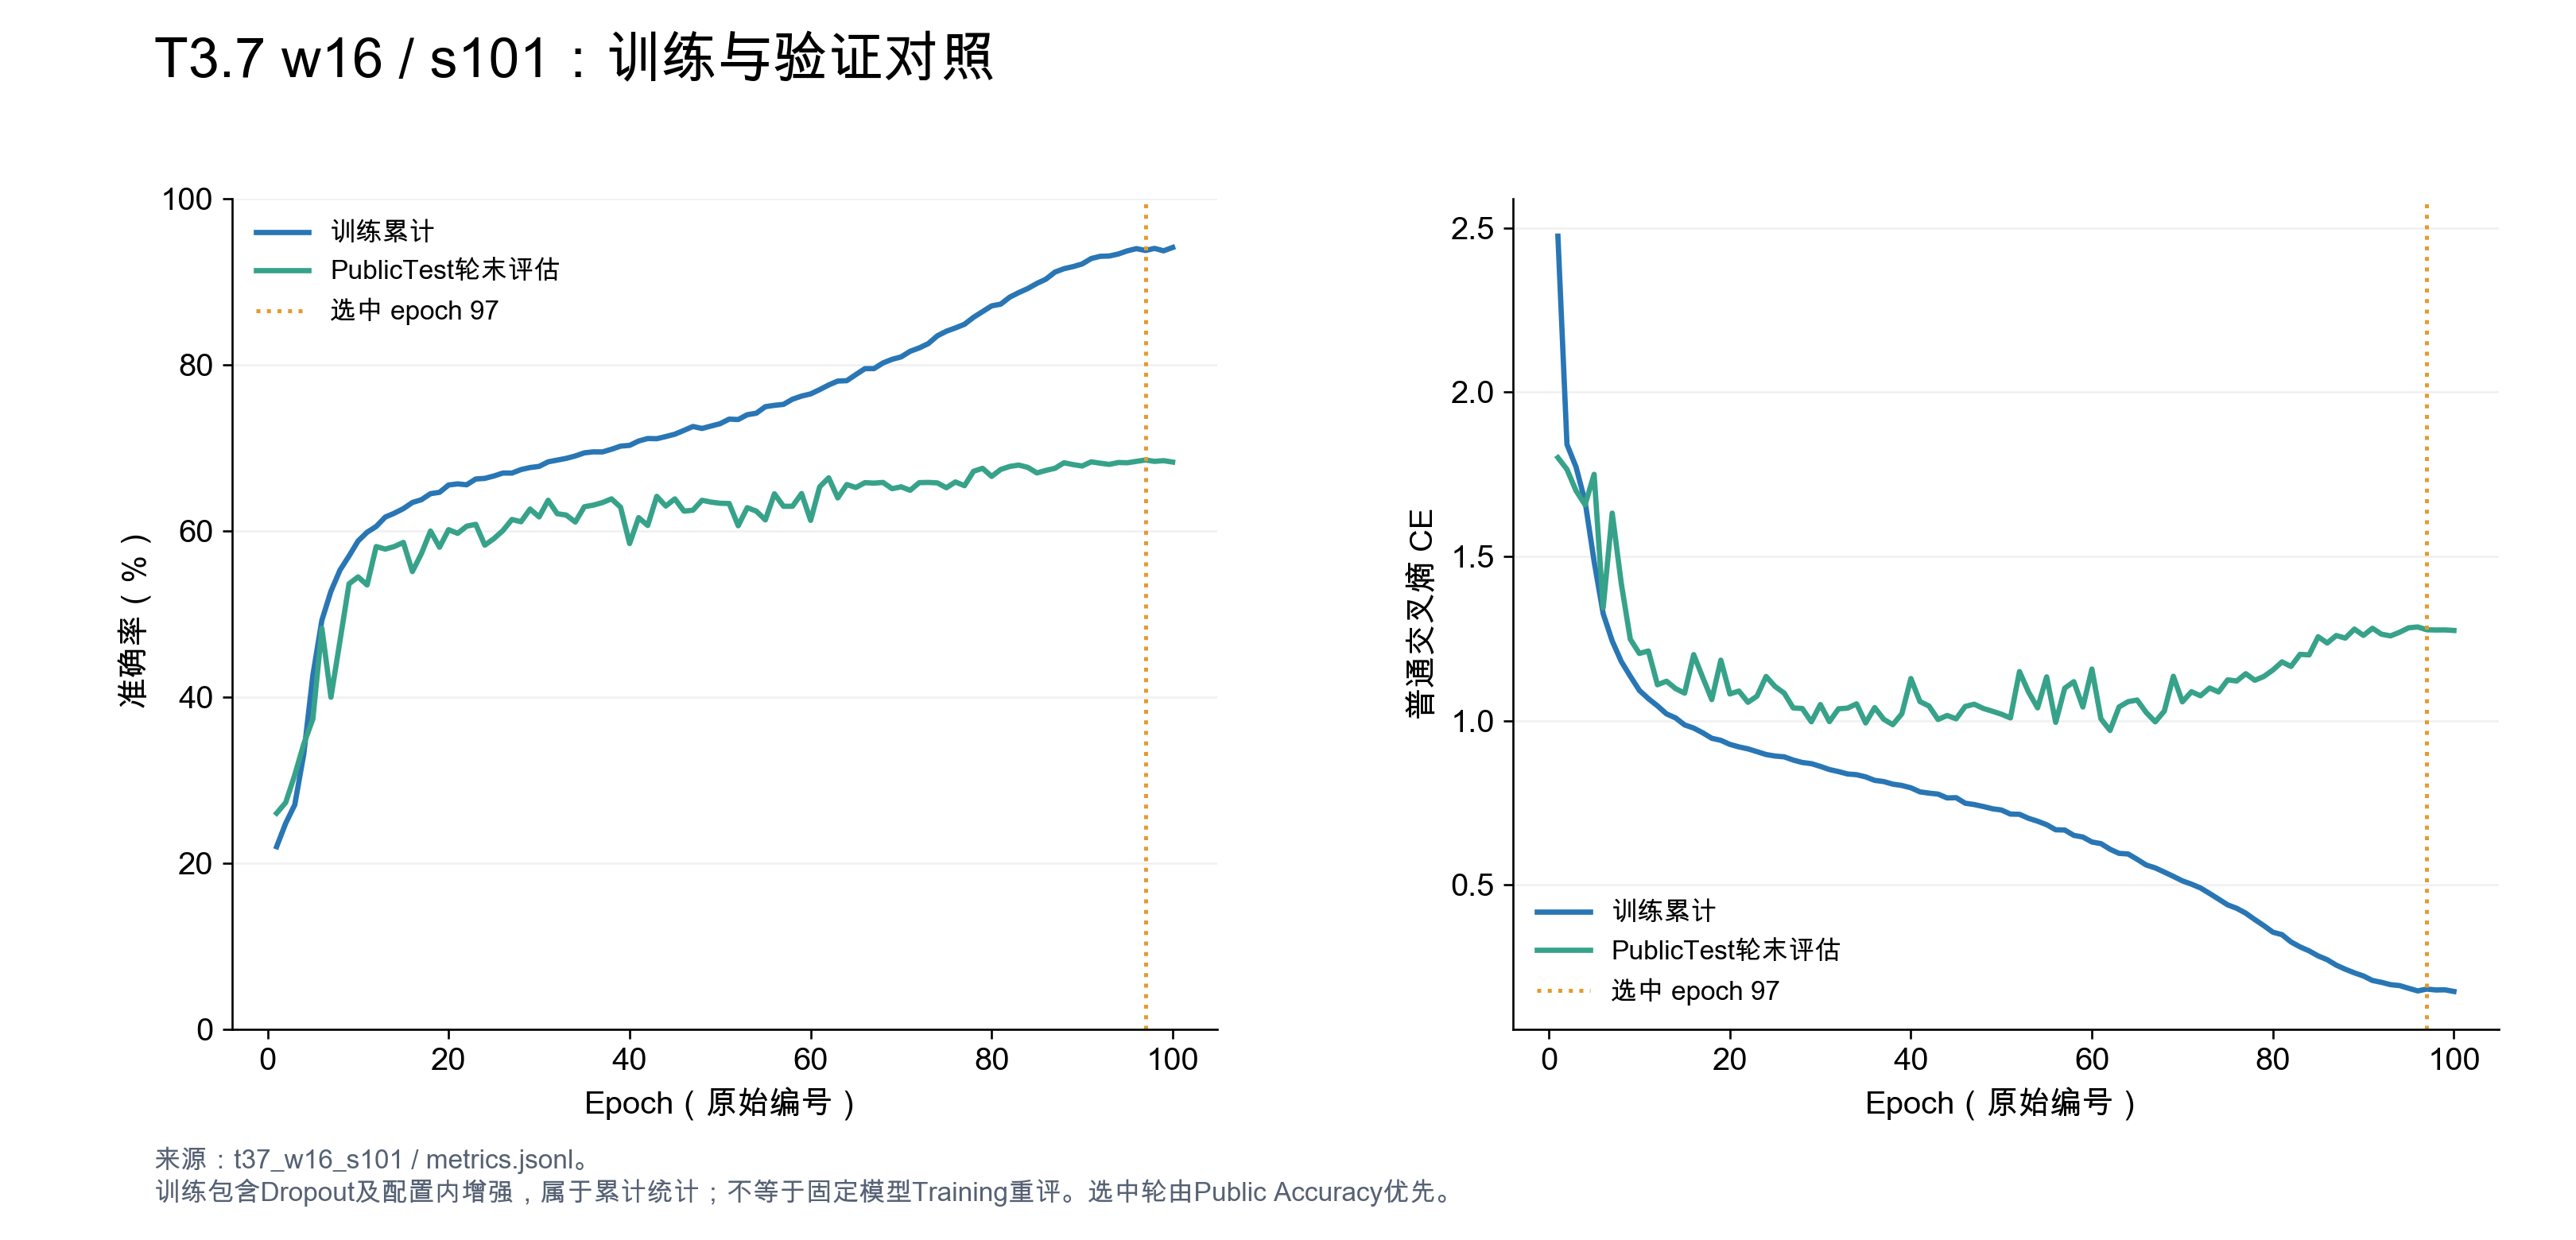 T3.7 w16 / s101：训练与验证对照
100
80
60
40
20
0
准确率（%）
训练累计
PublicTest轮末评估
选中 epoch 97
0 20 40 60 80 100
Epoch（原始编号）
2.5
2.0
1.5
1.0
0.5
普通交叉熵 CE
训练累计
PublicTest轮末评估
选中 epoch 97
0 20 40 60 80 100
Epoch（原始编号）
来源：t37_w16_s101 / metrics.jsonl。
训练包含Dropout及配置内增强，属于累计统计；不等于固定模型Training重评。选中轮由Public Accuracy优先。